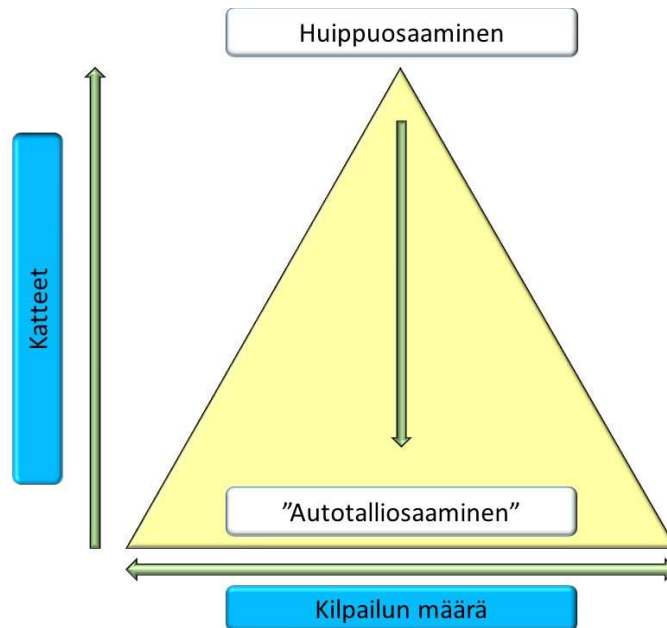 Huippuosaaminen
Katteet
”Autotalliosaaminen”
Kilpailun määrä